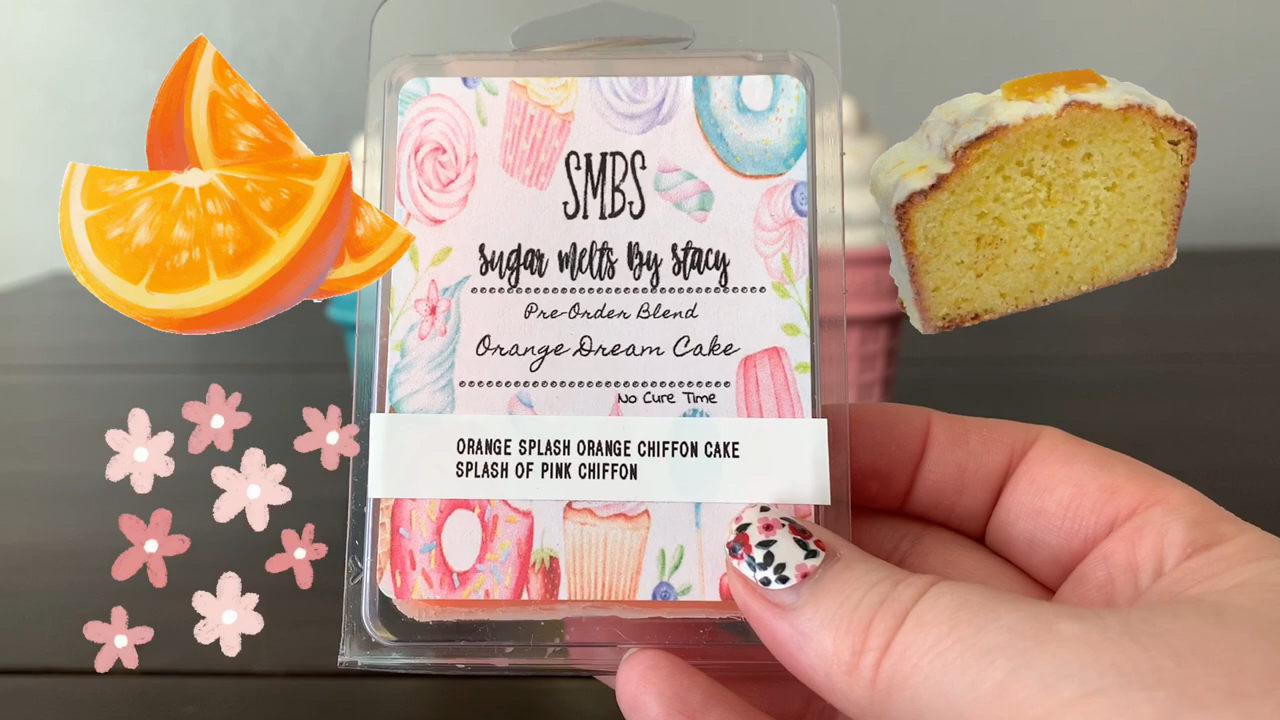 SMBS
Sugar Melts By Stacy
Pre-Order Blend
Orange Dream Cake
No Cure Time
ORANGE SPLASH ORANGE CHIFFON CAKE
SPLASH OF PINK CHIFFON